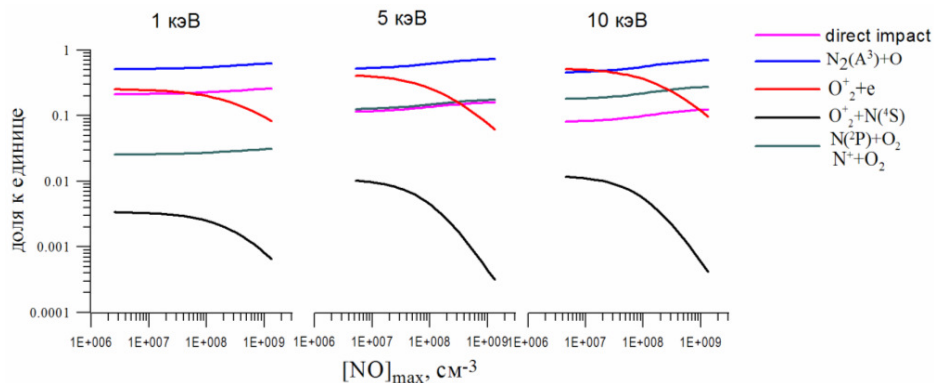 1 кэВ
5 кэВ
10 кэВ
доля к единице
1
0.1
0.01
0.001
0.0001
1E+006 1E+007 1E+008 1E+009
1E+006 1E+007 1E+008 1E+009
1E+006 1E+007 1E+008 1E+009
[NO]max, см-3
direct impact
N2(A3)+O
O+2+e
O+2+N(4S)
N(2P)+O2
N++O2